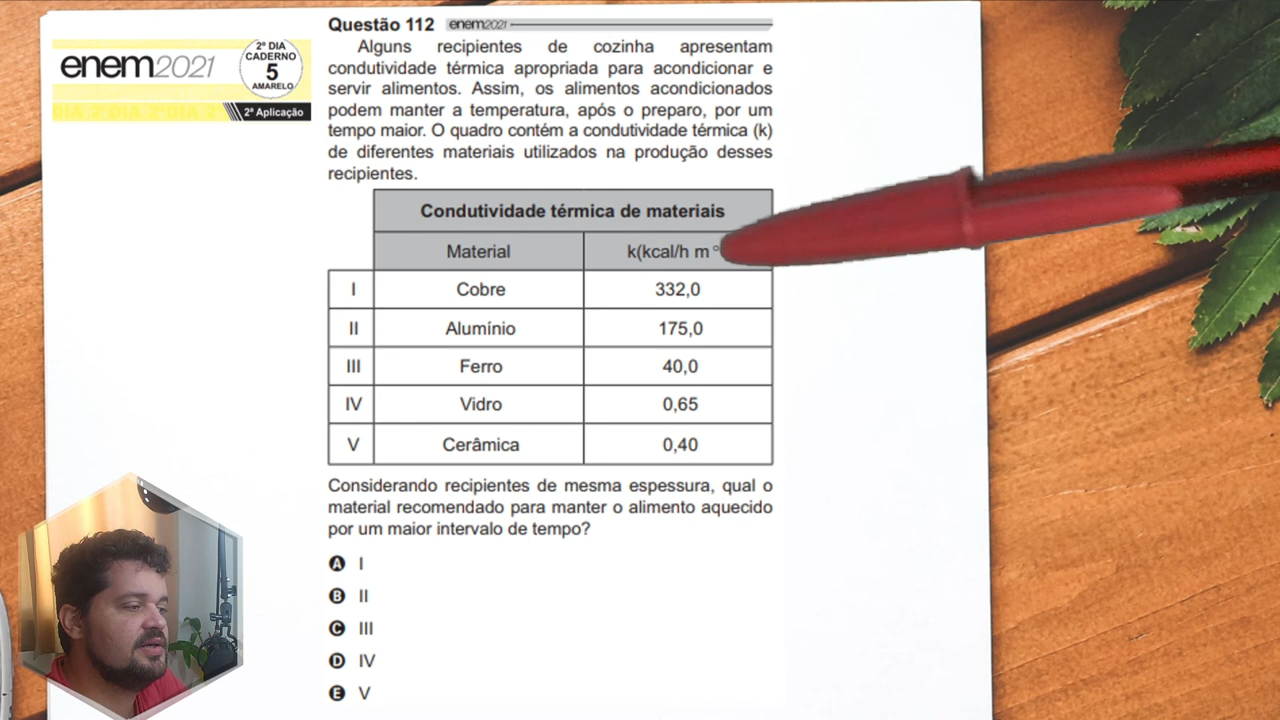 enem2021
2º DIA
CADERNO
5
AMARELO
2ª Aplicação
Questão 112 enem2021
Alguns recipientes de cozinha apresentam
condutividade térmica apropriada para acondicionar e
servir alimentos. Assim, os alimentos acondicionados
podem manter a temperatura, após o preparo, por um
tempo maior. O quadro contém a condutividade térmica (k)
de diferentes materiais utilizados na produção desses
recipientes.
Condutividade térmica de materiais
Material k(kcal/h m º
I Cobre 332,0
II Alumínio 175,0
III Ferro 40,0
IV Vidro 0,65
V Cerâmica 0,40
Considerando recipientes de mesma espessura, qual o
material recomendado para manter o alimento aquecido
por um maior intervalo de tempo?
A I
B II
C III
D IV
E V